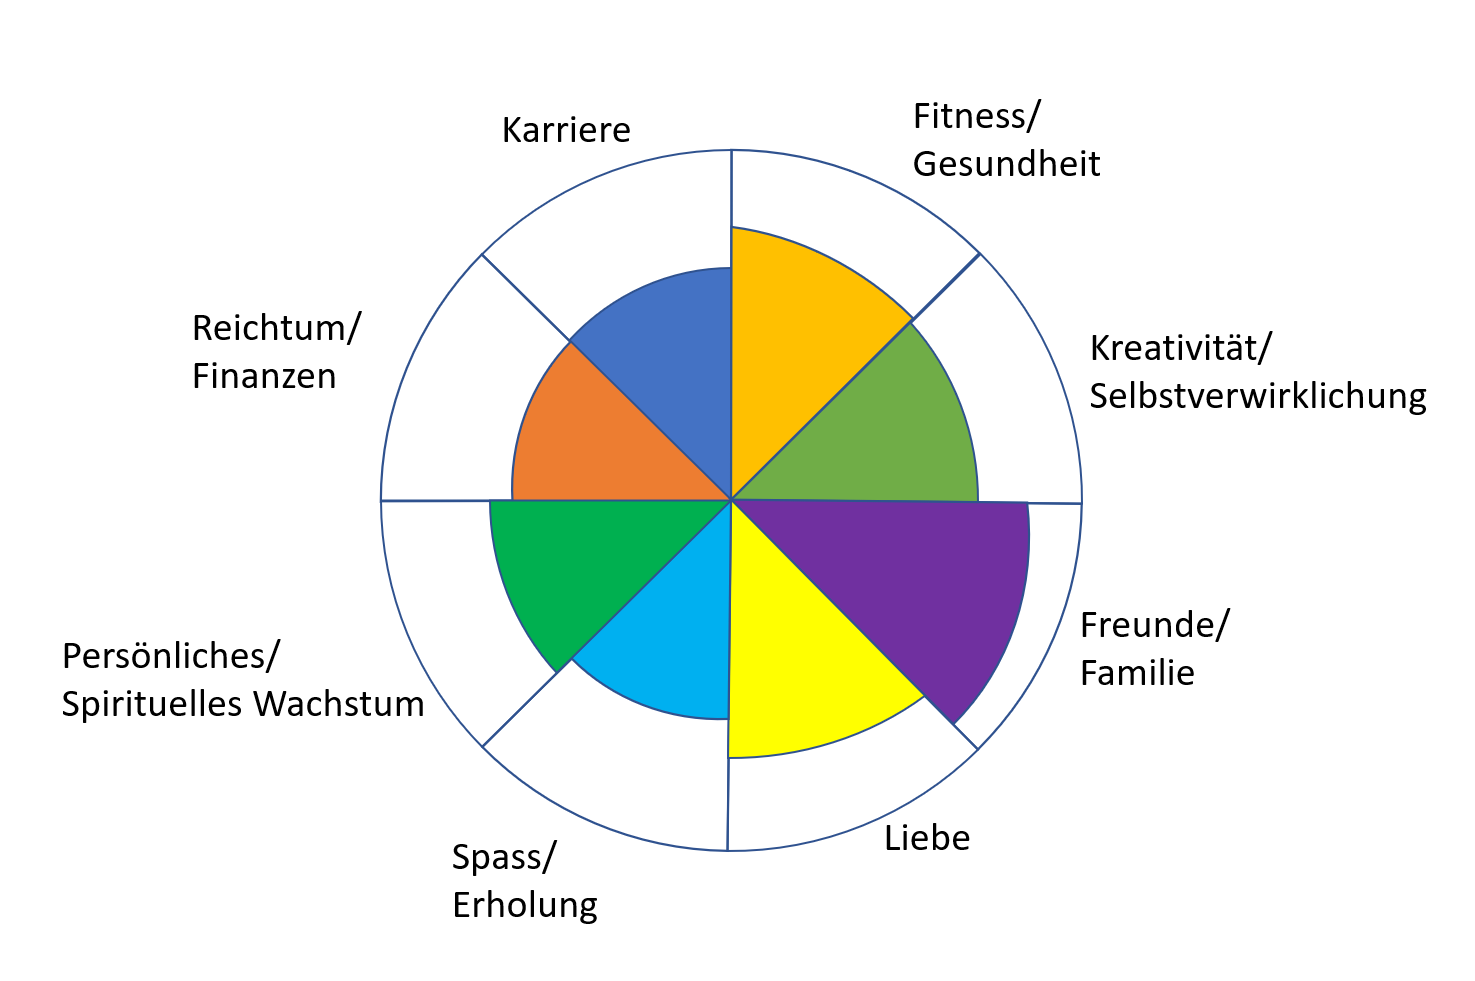 Karriere
Fitness/
Gesundheit
Reichtum/
Finanzen
Kreativität/
Selbstverwirklichung
Persönliches/
Spirituelles Wachstum
Freunde/
Familie
Spass/
Erholung
Liebe